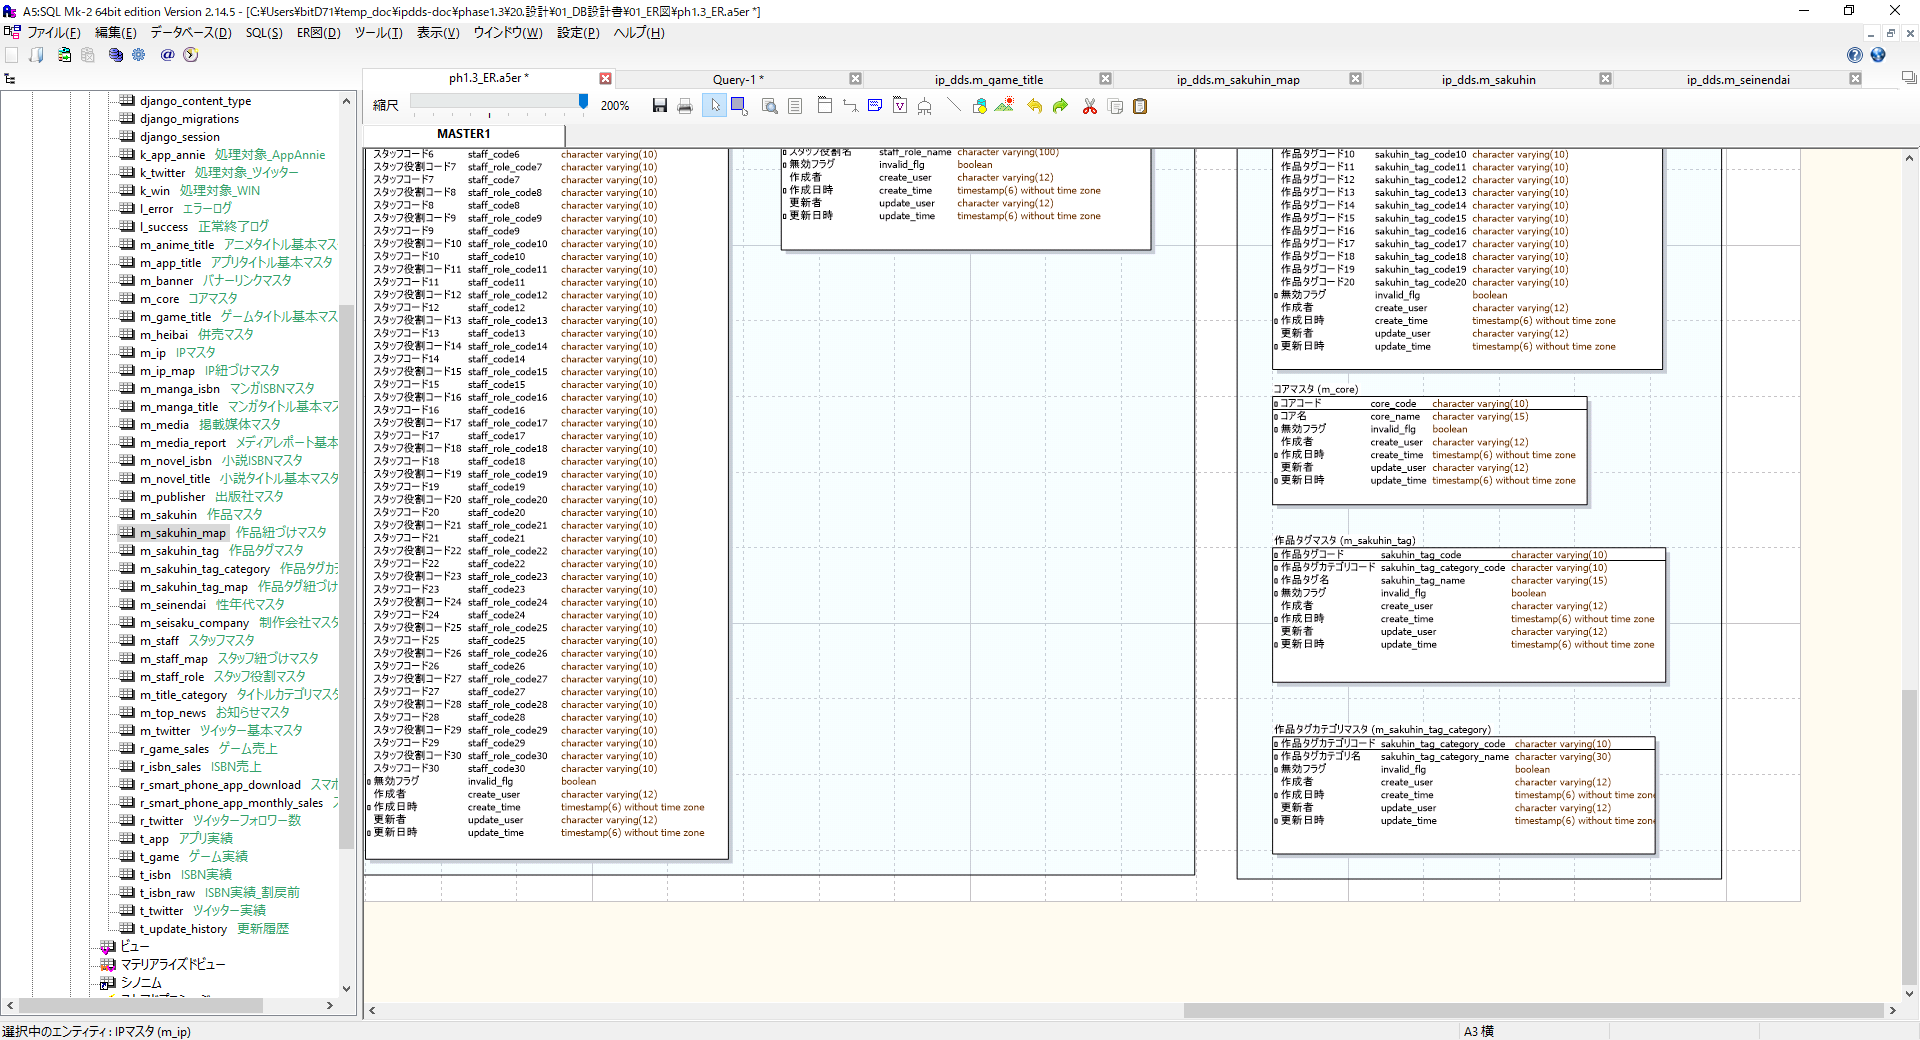 A5:SQL Mk-2 64bit edition Version 2.14.5 - [C:¥Users¥bitD71¥temp_doc¥ipdds-doc¥phase1.3¥20.設計¥01_DB設計書¥01_ER図¥ph1.3_ER.a5er *]
ファイル(F) 編集(E) データベース(D) SQL(S) ER図(D) ツール(T) 表示(V) ウインドウ(W) 設定(P) ヘルプ(H)
ph1.3_ER.a5er * Query-1 * ip_dds.m_game_title ip_dds.m_sakuhin_map ip_dds.m_sakuhin ip_dds.m_seinendai
縮尺 200%
MASTER1
django_content_type
django_migrations
django_session
k_app_annie 処理対象_AppAnnie
k_twitter 処理対象_ツイッター
k_win 処理対象_WIN
l_error エラーログ
l_success 正常終了ログ
m_anime_title アニメタイトル基本マス
m_app_title アプリタイトル基本マスタ
m_banner バナーリンクマスタ
m_core コアマスタ
m_game_title ゲームタイトル基本マス
m_heibai 併売マスタ
m_ip IPマスタ
m_ip_map IP紐づけマスタ
m_manga_isbn マンガISBNマスタ
m_manga_title マンガタイトル基本マス
m_media 掲載媒体マスタ
m_media_report メディアレポート基本
m_novel_isbn 小説ISBNマスタ
m_novel_title 小説タイトル基本マスタ
m_publisher 出版社マスタ
m_sakuhin 作品マスタ
m_sakuhin_map 作品紐づけマスタ
m_sakuhin_tag 作品タグマスタ
m_sakuhin_tag_category 作品タグカ
m_sakuhin_tag_map 作品タグ紐づけ
m_seinendai 性年代マスタ
m_seisaku_company 制作会社マスタ
m_staff スタッフマスタ
m_staff_map スタッフ紐づけマスタ
m_staff_role スタッフ役割マスタ
m_title_category タイトルカテゴリマスタ
m_top_news お知らせマスタ
m_twitter ツイッター基本マスタ
r_game_sales ゲーム売上
r_isbn_sales ISBN売上
r_smart_phone_app_download スマホ
r_smart_phone_app_monthly_sales
r_twitter ツイッターフォロワー数
t_app アプリ実績
t_game ゲーム実績
t_isbn ISBN実績
t_isbn_raw ISBN実績_割戻前
t_twitter ツイッター実績
t_update_history 更新履歴
ビュー
マテリアライズドビュー
シノニム
スタッフコード6 staff_code6 character varying(10)
スタッフ役割コード7 staff_role_code7 character varying(10)
スタッフコード7 staff_code7 character varying(10)
スタッフ役割コード8 staff_role_code8 character varying(10)
スタッフコード8 staff_code8 character varying(10)
スタッフ役割コード9 staff_role_code9 character varying(10)
スタッフコード9 staff_code9 character varying(10)
スタッフ役割コード10 staff_role_code10 character varying(10)
スタッフコード10 staff_code10 character varying(10)
スタッフ役割コード11 staff_role_code11 character varying(10)
スタッフコード11 staff_code11 character varying(10)
スタッフ役割コード12 staff_role_code12 character varying(10)
スタッフコード12 staff_code12 character varying(10)
スタッフ役割コード13 staff_role_code13 character varying(10)
スタッフコード13 staff_code13 character varying(10)
スタッフ役割コード14 staff_role_code14 character varying(10)
スタッフコード14 staff_code14 character varying(10)
スタッフ役割コード15 staff_role_code15 character varying(10)
スタッフコード15 staff_code15 character varying(10)
スタッフ役割コード16 staff_role_code16 character varying(10)
スタッフコード16 staff_code16 character varying(10)
スタッフ役割コード17 staff_role_code17 character varying(10)
スタッフコード17 staff_code17 character varying(10)
スタッフ役割コード18 staff_role_code18 character varying(10)
スタッフコード18 staff_code18 character varying(10)
スタッフ役割コード19 staff_role_code19 character varying(10)
スタッフコード19 staff_code19 character varying(10)
スタッフ役割コード20 staff_role_code20 character varying(10)
スタッフコード20 staff_code20 character varying(10)
スタッフ役割コード21 staff_role_code21 character varying(10)
スタッフコード21 staff_code21 character varying(10)
スタッフ役割コード22 staff_role_code22 character varying(10)
スタッフコード22 staff_code22 character varying(10)
スタッフ役割コード23 staff_role_code23 character varying(10)
スタッフコード23 staff_code23 character varying(10)
スタッフ役割コード24 staff_role_code24 character varying(10)
スタッフコード24 staff_code24 character varying(10)
スタッフ役割コード25 staff_role_code25 character varying(10)
スタッフコード25 staff_code25 character varying(10)
スタッフ役割コード26 staff_role_code26 character varying(10)
スタッフコード26 staff_code26 character varying(10)
スタッフ役割コード27 staff_role_code27 character varying(10)
スタッフコード27 staff_code27 character varying(10)
スタッフ役割コード28 staff_role_code28 character varying(10)
スタッフコード28 staff_code28 character varying(10)
スタッフ役割コード29 staff_role_code29 character varying(10)
スタッフコード29 staff_code29 character varying(10)
スタッフ役割コード30 staff_role_code30 character varying(10)
スタッフコード30 staff_code30 character varying(10)
無効フラグ invalid_flg boolean
作成者 create_user character varying(12)
作成日時 create_time timestamp(6) without time zone
更新者 update_user character varying(12)
更新日時 update_time timestamp(6) without time zone
スタッフ役割名 staff_role_name character varying(100)
無効フラグ invalid_flg boolean
作成者 create_user character varying(12)
作成日時 create_time timestamp(6) without time zone
更新者 update_user character varying(12)
更新日時 update_time timestamp(6) without time zone
作品タグコード10 sakuhin_tag_code10 character varying(10)
作品タグコード11 sakuhin_tag_code11 character varying(10)
作品タグコード12 sakuhin_tag_code12 character varying(10)
作品タグコード13 sakuhin_tag_code13 character varying(10)
作品タグコード14 sakuhin_tag_code14 character varying(10)
作品タグコード15 sakuhin_tag_code15 character varying(10)
作品タグコード16 sakuhin_tag_code16 character varying(10)
作品タグコード17 sakuhin_tag_code17 character varying(10)
作品タグコード18 sakuhin_tag_code18 character varying(10)
作品タグコード19 sakuhin_tag_code19 character varying(10)
作品タグコード20 sakuhin_tag_code20 character varying(10)
無効フラグ invalid_flg boolean
作成者 create_user character varying(12)
作成日時 create_time timestamp(6) without time zone
更新者 update_user character varying(12)
更新日時 update_time timestamp(6) without time zone
コアマスタ (m_core)
コアコード core_code character varying(10)
コア名 core_name character varying(15)
無効フラグ invalid_flg boolean
作成者 create_user character varying(12)
作成日時 create_time timestamp(6) without time zone
更新者 update_user character varying(12)
更新日時 update_time timestamp(6) without time zone
作品タグマスタ (m_sakuhin_tag)
作品タグコード sakuhin_tag_code character varying(10)
作品タグカテゴリコード sakuhin_tag_category_code character varying(10)
作品タグ名 sakuhin_tag_name character varying(15)
無効フラグ invalid_flg boolean
作成者 create_user character varying(12)
作成日時 create_time timestamp(6) without time zone
更新者 update_user character varying(12)
更新日時 update_time timestamp(6) without time zone
作品タグカテゴリマスタ (m_sakuhin_tag_category)
作品タグカテゴリコード sakuhin_tag_category_code character varying(10)
作品タグカテゴリ名 sakuhin_tag_category_name character varying(30)
無効フラグ invalid_flg boolean
作成者 create_user character varying(12)
作成日時 create_time timestamp(6) without time zone
更新者 update_user character varying(12)
更新日時 update_time timestamp(6) without time zone
選択中のエンティティ : IPマスタ (m_ip)
A3 横